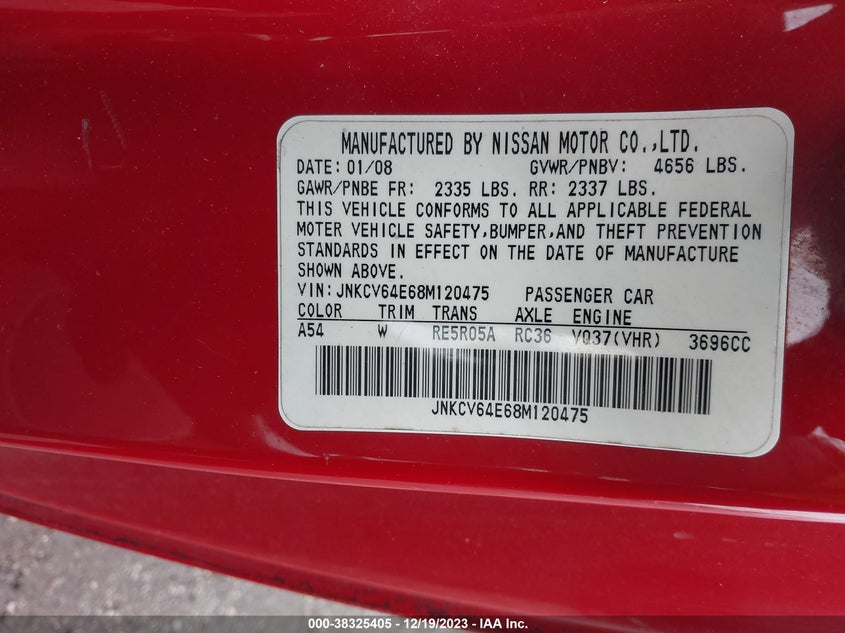 MANUFACTURED BY NISSAN MOTOR CO.,LTD.
DATE: 01/08 GVWR/PNBV: 4656 LBS.
GAWR/PNBE FR: 2335 LBS. RR: 2337 LBS.
THIS VEHICLE CONFORMS TO ALL APPLICABLE FEDERAL
MOTER VEHICLE SAFETY,BUMPER,AND THEFT PREVENTION
STANDARDS IN EFFECT ON THE DATE OF MANUFACTURE
SHOWN ABOVE.
VIN:JNKCV64E68M120475 PASSENGER CAR
COLOR TRIM TRANS AXLE ENGINE
A54 W RE5R05A RC36 VQ37(VHR) 3696CC
JNKCV64E68M120475
© 0000-38325405 - 12/19/2023 - IAA Inc.